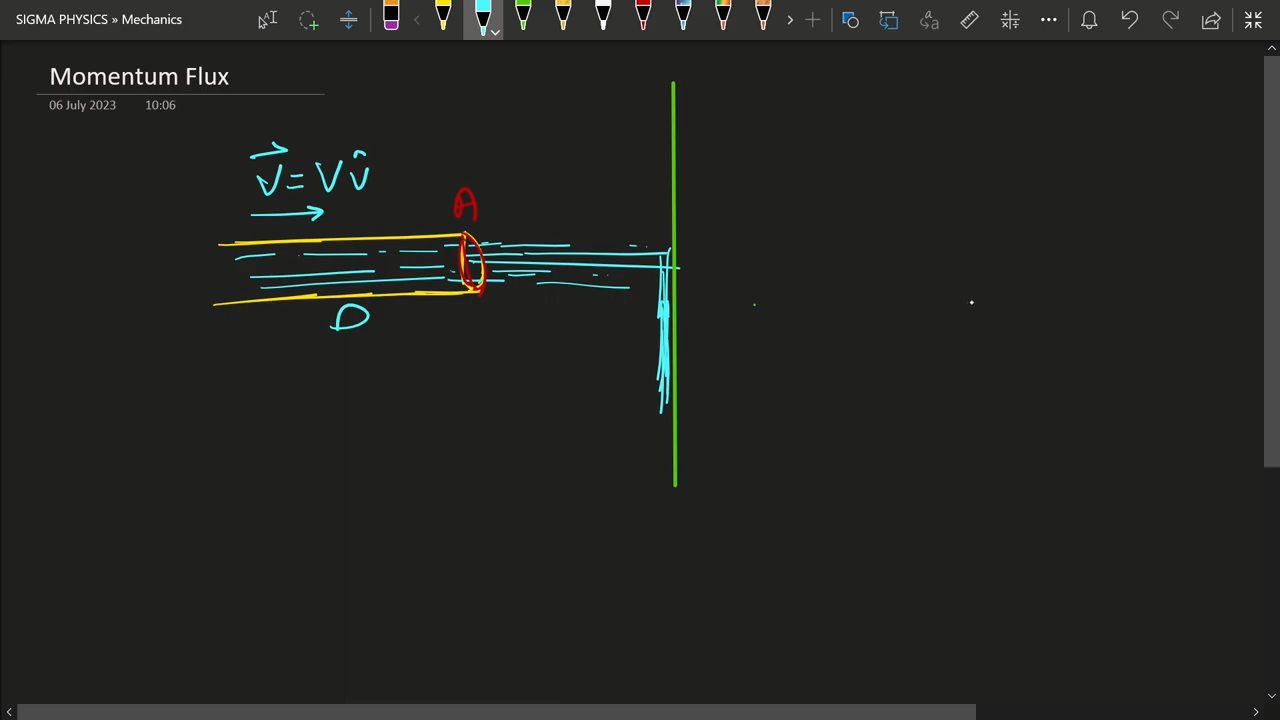 SIGMA PHYSICS » Mechanics
Momentum Flux
06 July 2023 10:06
V = V v̂
A
D